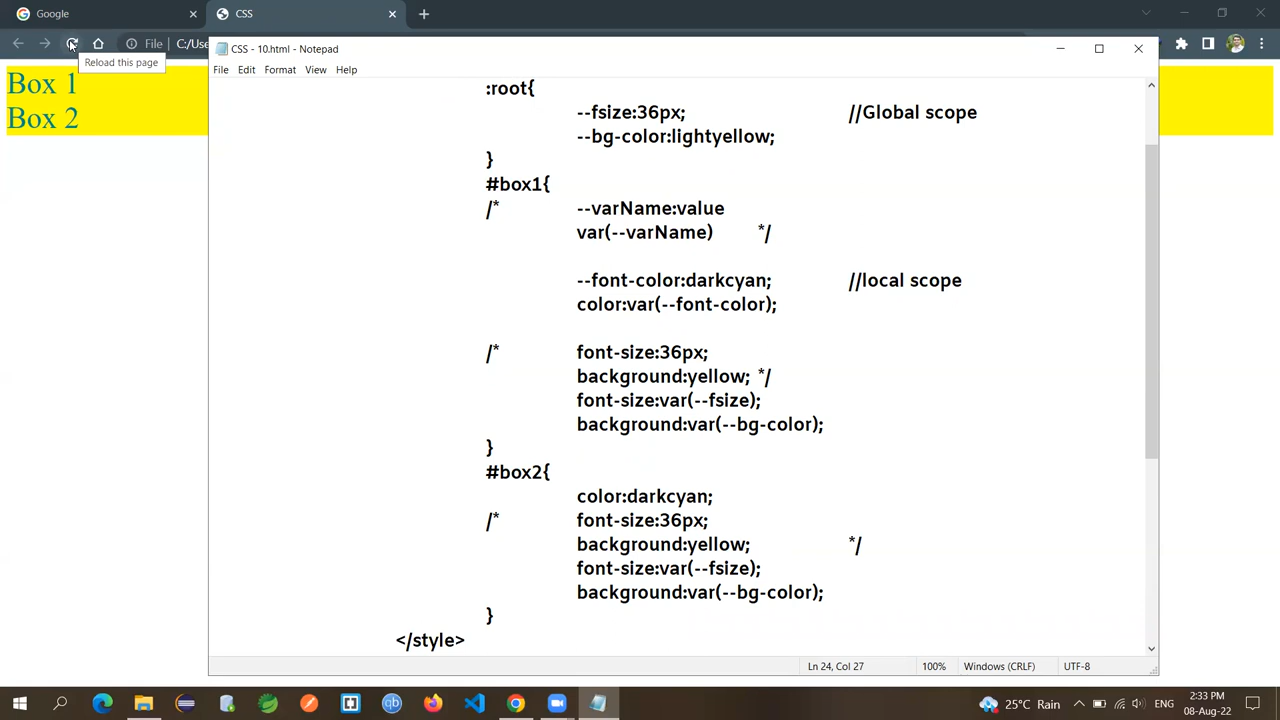 Google
CSS
File
C:/Use
Reload this page
Box 1
Box 2
CSS - 10.html - Notepad
File Edit Format View Help
:root{
--fsize:36px; //Global scope
--bg-color:lightyellow;
}
#box1{
/* --varName:value
var(--varName) */
--font-color:darkcyan; //local scope
color:var(--font-color);
/* font-size:36px;
background:yellow; */
font-size:var(--fsize);
background:var(--bg-color);
}
#box2{
color:darkcyan;
/* font-size:36px;
background:yellow; */
font-size:var(--fsize);
background:var(--bg-color);
}
</style>
Ln 24, Col 27 100% Windows (CRLF) UTF-8
qb
25°C Rain
2:33 PM
08-Aug-22